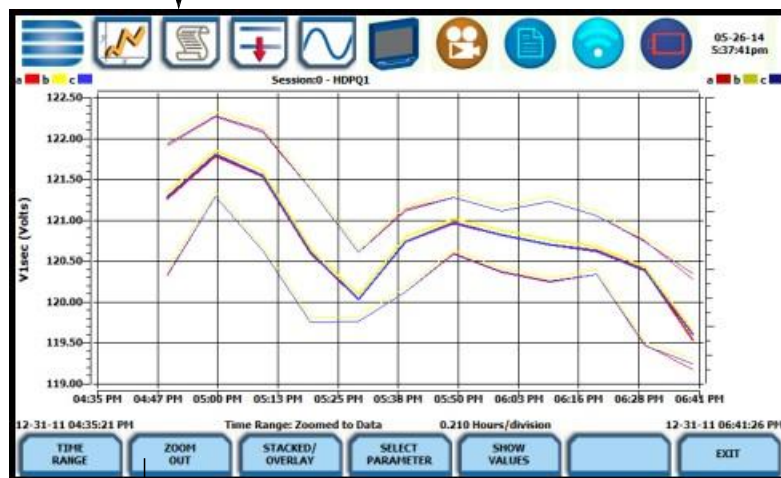 05-26-14
5:37:41pm
a b c
Session:0 - HDPQ1
a b c
122.50
122.00
121.50
121.00
120.50
120.00
119.50
119.00
V1sec (Volts)
04:35 PM 04:47 PM 05:00 PM 05:13 PM 05:25 PM 05:38 PM 05:50 PM 06:03 PM 06:16 PM 06:28 PM 06:41 PM
12-31-11 04:35:21 PM Time Range: Zoomed to Data 0.210 Hours/division 12-31-11 06:41:26 PM
TIME RANGE
ZOOM OUT
STACKED/ OVERLAY
SELECT PARAMETER
SHOW VALUES
EXIT